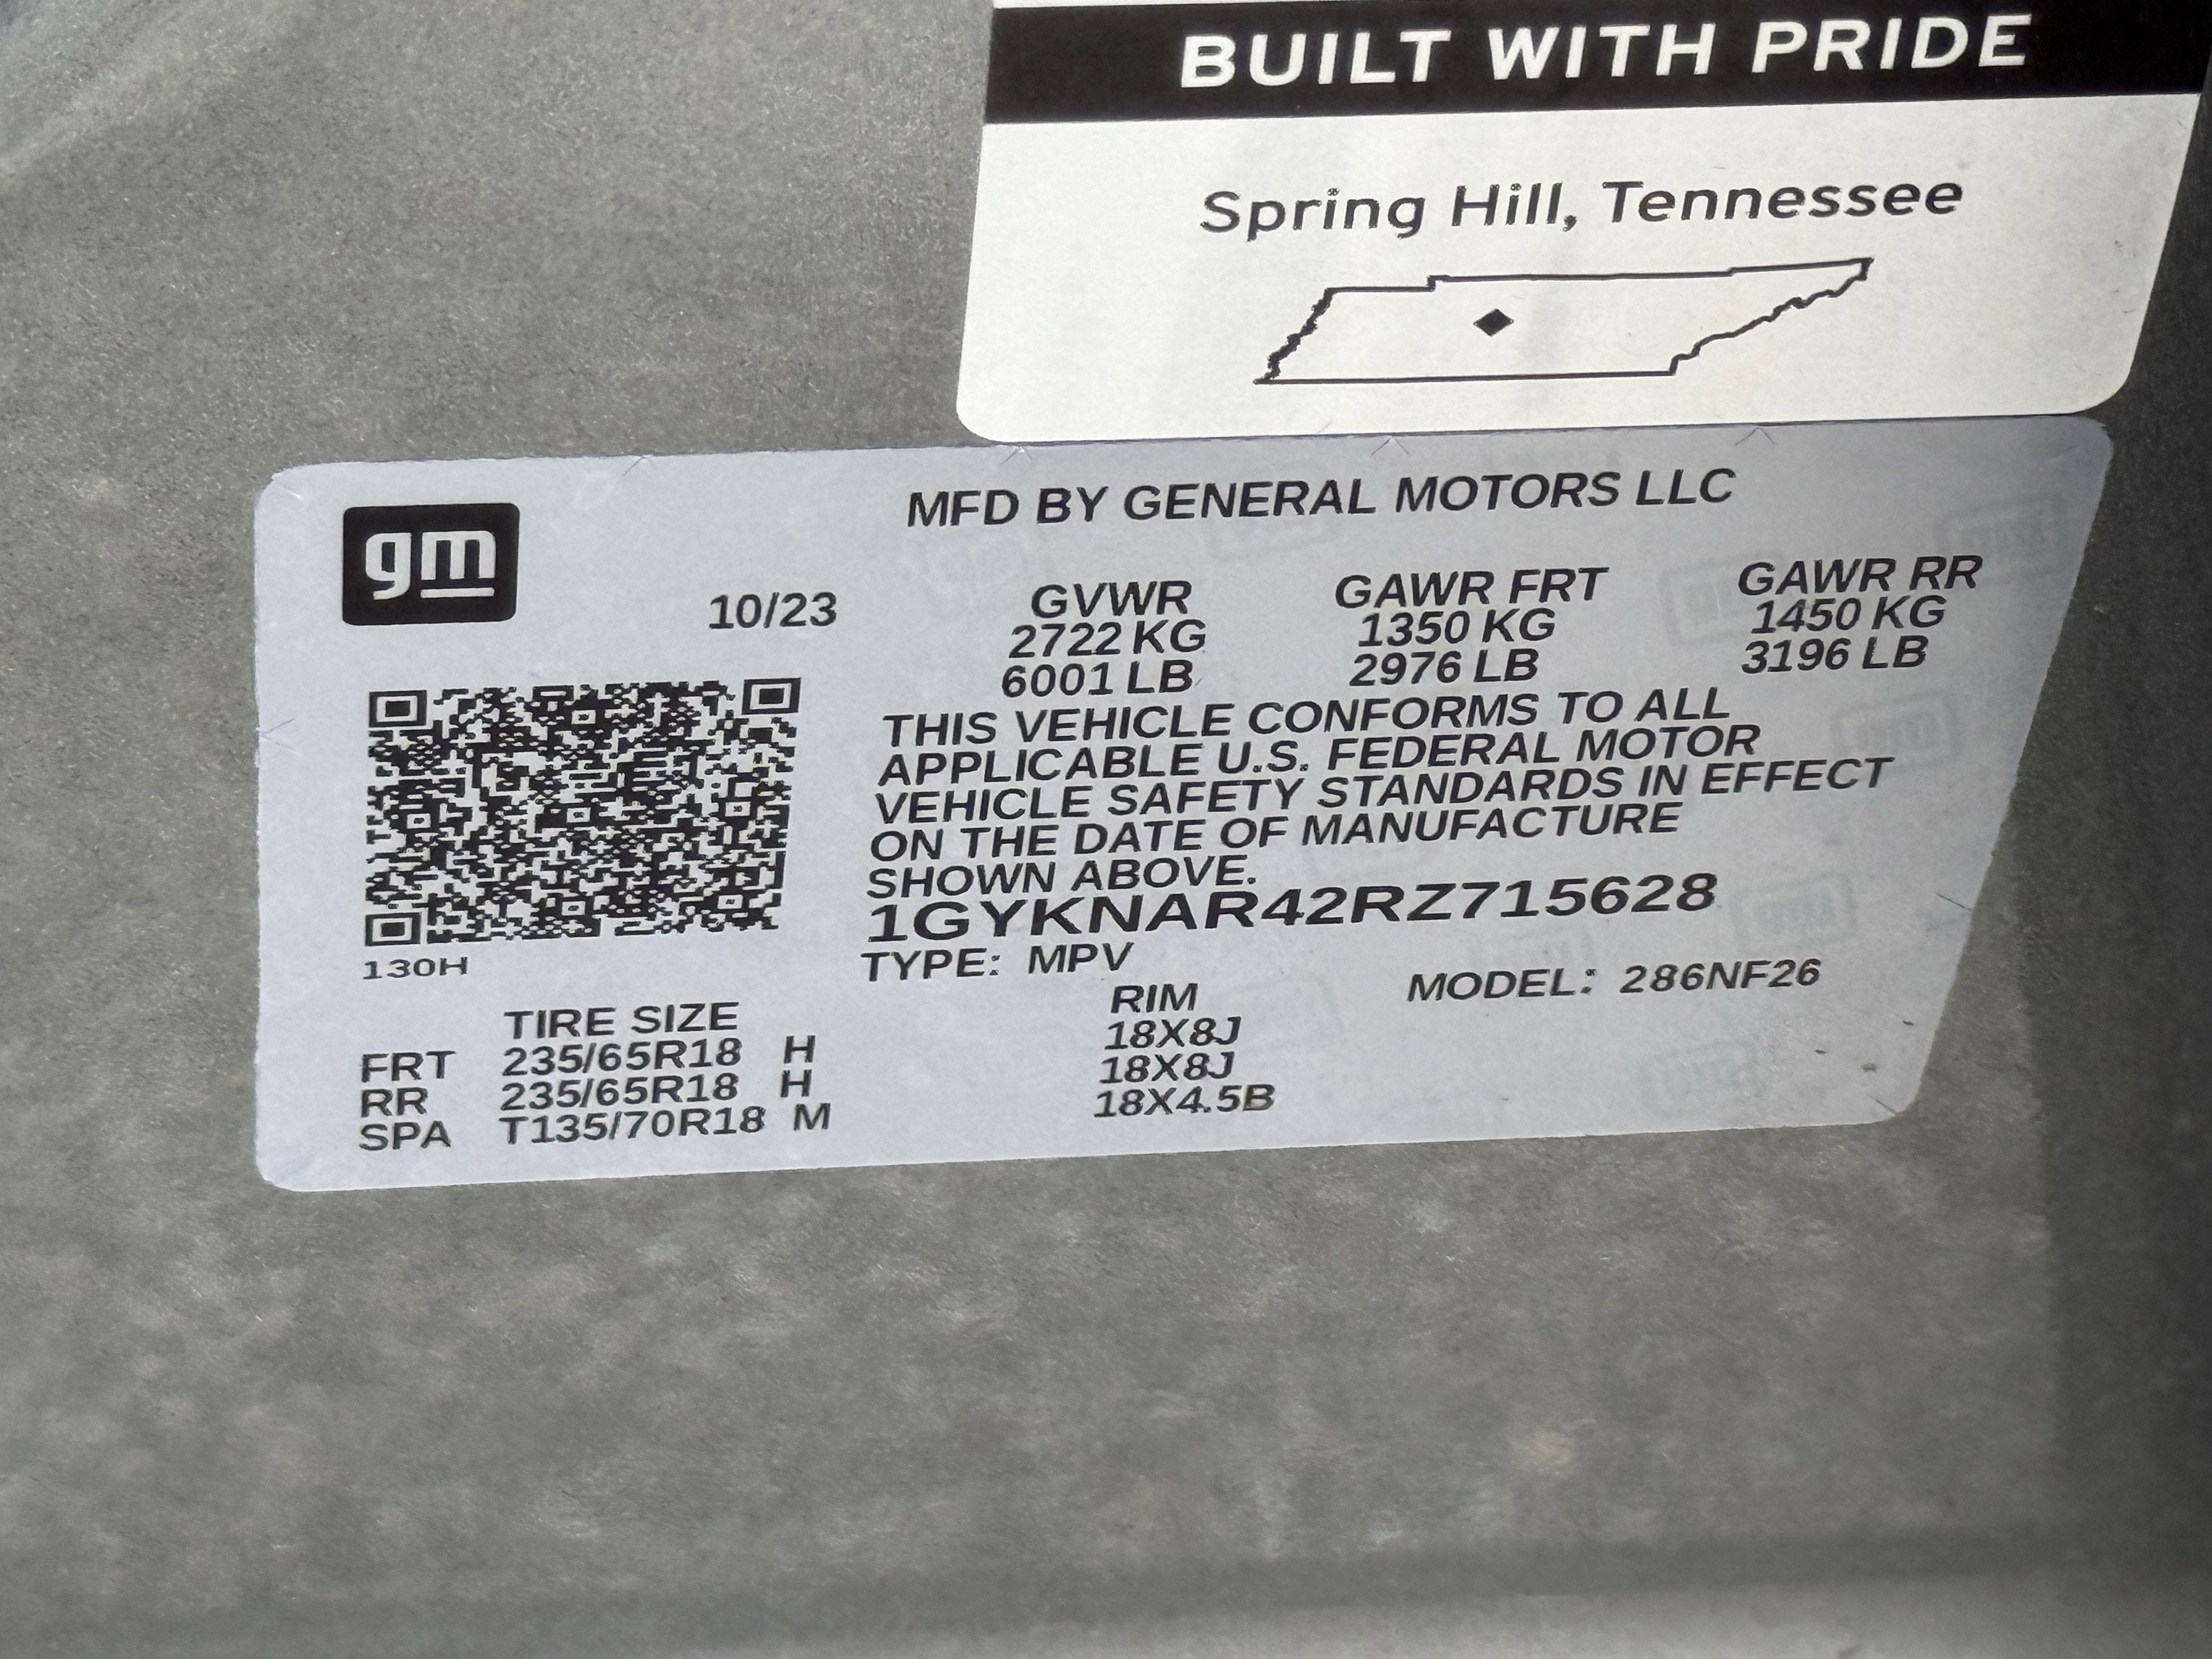 BUILT WITH PRIDE
Spring Hill, Tennessee
gm
MFD BY GENERAL MOTORS LLC
10/23
GVWR GAWR FRT GAWR RR
2722 KG 1350 KG 1450 KG
6001 LB 2976 LB 3196 LB
THIS VEHICLE CONFORMS TO ALL
APPLICABLE U.S. FEDERAL MOTOR
VEHICLE SAFETY STANDARDS IN EFFECT
ON THE DATE OF MANUFACTURE
SHOWN ABOVE.
1GYKNAR42RZ715628
130H
TYPE: MPV MODEL: 286NF26
TIRE SIZE RIM
FRT 235/65R18 H 18X8J
RR 235/65R18 H 18X8J
SPA T135/70R18 M 18X4.5B